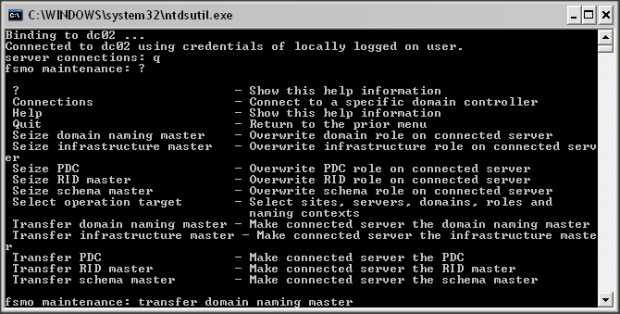 C:\WINDOWS\system32\ntdsutil.exe
Binding to dc02 ...
Connected to dc02 using credentials of locally logged on user.
server connections: q
fsmo maintenance: ?
? - Show this help information
Connections - Connect to a specific domain controller
Help - Show this help information
Quit - Return to the prior menu
Seize domain naming master - Overwrite domain role on connected server
Seize infrastructure master - Overwrite infrastructure role on connected serv
er
Seize PDC - Overwrite PDC role on connected server
Seize RID master - Overwrite RID role on connected server
Seize schema master - Overwrite schema role on connected server
Select operation target - Select sites, servers, domains, roles and
naming contexts
Transfer domain naming master - Make connected server the domain naming master
Transfer infrastructure master - Make connected server the infrastructure maste
r
Transfer PDC - Make connected server the PDC
Transfer RID master - Make connected server the RID master
Transfer schema master - Make connected server the schema master
fsmo maintenance: transfer domain naming master